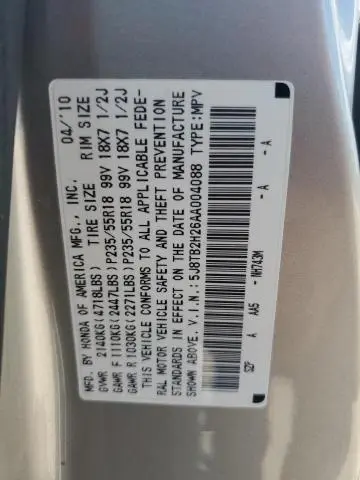 MFD. BY HONDA OF AMERICA MFG., INC. 04/'10
TIRE SIZE RIM SIZE
GVWR 2140KG(4718LBS)
GAWR F 1110KG(2447LBS)P235/55R18 99V 18X7 1/2J
GAWR R 1030KG(2271LBS)P235/55R18 99V 18X7 1/2J
THIS VEHICLE CONFORMS TO ALL APPLICABLE FEDE-
RAL MOTOR VEHICLE SAFETY AND THEFT PREVENTION
STANDARDS IN EFFECT ON THE DATE OF MANUFACTURE
SHOWN ABOVE. V.I.N.:5J8TB2H26AA004088 TYPE:MPV
SZP A AA5 - NH743M - A - A